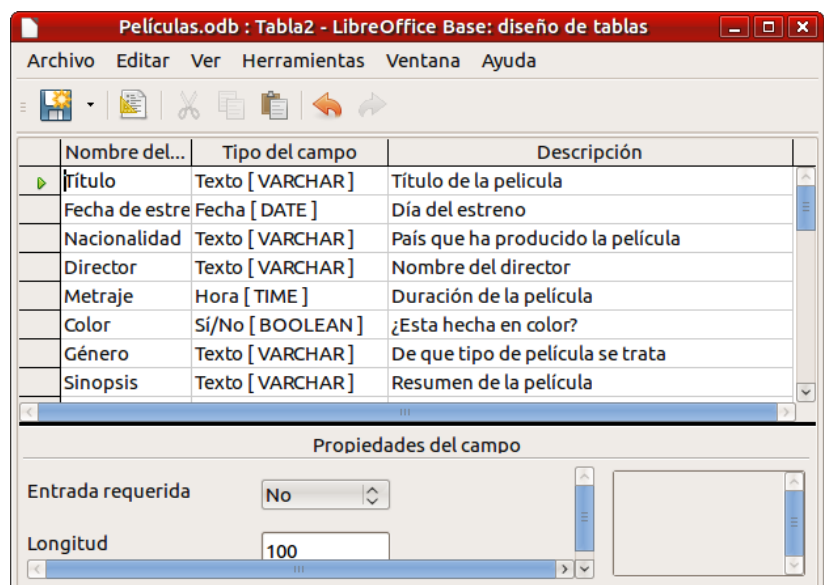 Películas.odb : Tabla2 - LibreOffice Base: diseño de tablas
Archivo Editar Ver Herramientas Ventana Ayuda
Nombre del... Tipo del campo Descripción
Título Texto [ VARCHAR ] Título de la pelicula
Fecha de estre Fecha [ DATE ] Día del estreno
Nacionalidad Texto [ VARCHAR ] País que ha producido la película
Director Texto [ VARCHAR ] Nombre del director
Metraje Hora [ TIME ] Duración de la película
Color Sí/No [ BOOLEAN ] ¿Esta hecha en color?
Género Texto [ VARCHAR ] De que tipo de película se trata
Sinopsis Texto [ VARCHAR ] Resumen de la película
Propiedades del campo
Entrada requerida No
Longitud 100